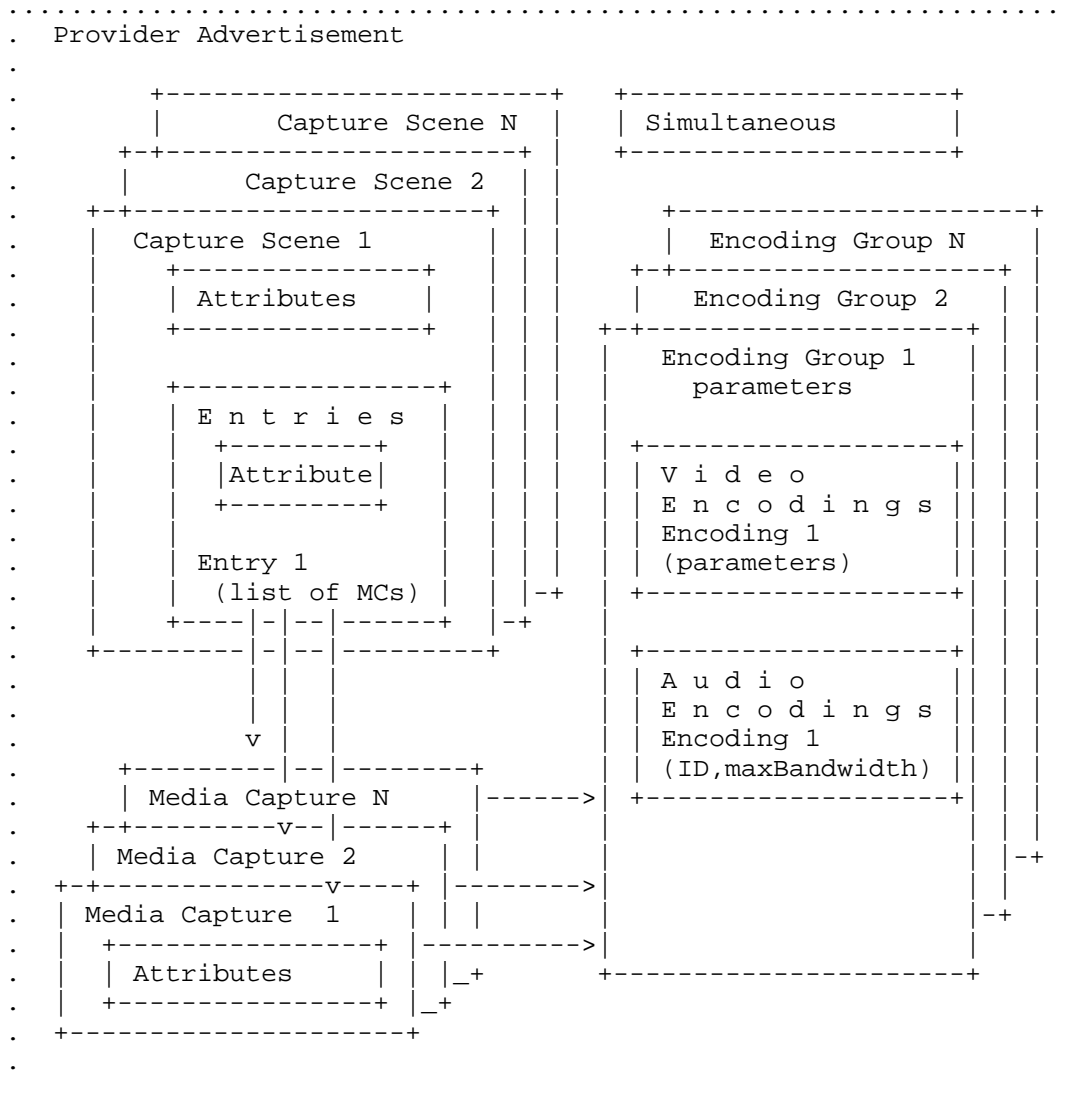 Provider Advertisement
Capture Scene N
Simultaneous
Capture Scene 2
Capture Scene 1
Encoding Group N
Attributes
Encoding Group 2
Encoding Group 1
parameters
E n t r i e s
Attribute
V i d e o
E n c o d i n g s
Encoding 1
(parameters)
Entry 1
(list of MCs)
A u d i o
E n c o d i n g s
Encoding 1
(ID,maxBandwidth)
Media Capture N
Media Capture 2
Media Capture 1
Attributes